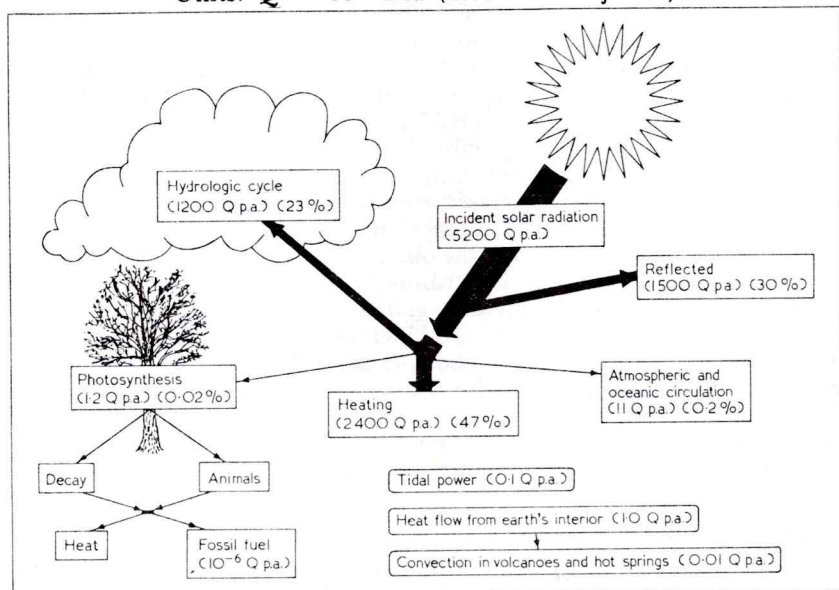 Hydrologic cycle
(1200 Q p.a.) (23%)
Incident solar radiation
(5200 Q p.a.)
Reflected
(1500 Q p.a) (30%)
Photosynthesis
(1·2 Q p.a.) (0·02%)
Heating
(2400 Q p.a.) (47%)
Atmospheric and
oceanic circulation
(11 Q p.a.) (0·2%)
Decay
Animals
Heat
Fossil fuel
(10⁻⁶ Q p.a.)
Tidal power (0·1 Q p.a.)
Heat flow from earth's interior (1·0 Q p.a.)
Convection in volcanoes and hot springs (0·01 Q p.a.)